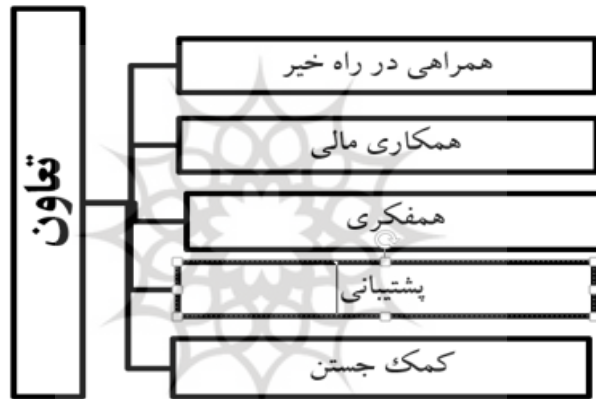 تعاون
همراهی در راه خیر
همکاری مالی
همفکری
پشتیبانی
کمک جستن